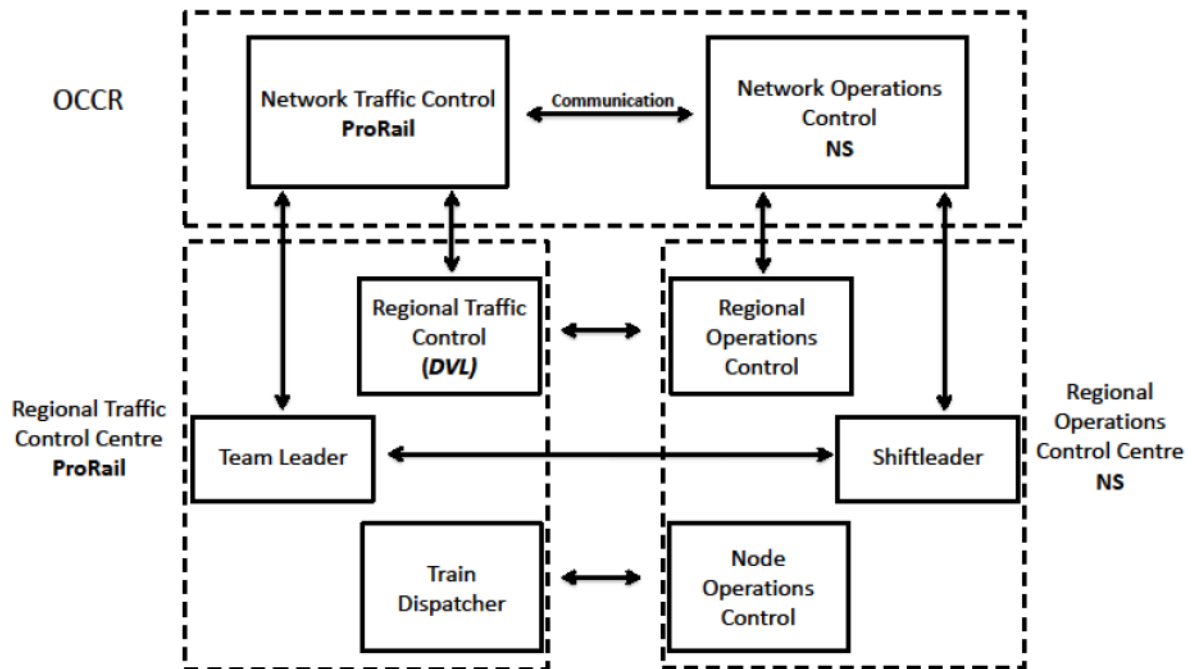 OCCR
Network Traffic Control
ProRail
Communication
Network Operations
Control
NS
Regional Traffic
Control
(DVL)
Regional
Operations
Control
Regional Traffic
Control Centre
ProRail
Team Leader
Shiftleader
Regional
Operations
Control Centre
NS
Train
Dispatcher
Node
Operations
Control